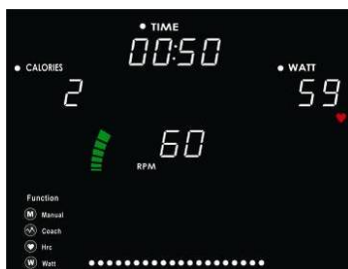 TIME
00:50
CALORIES
2
WATT
59
60
RPM
Function
M Manual
Coach
Hrc
W Watt